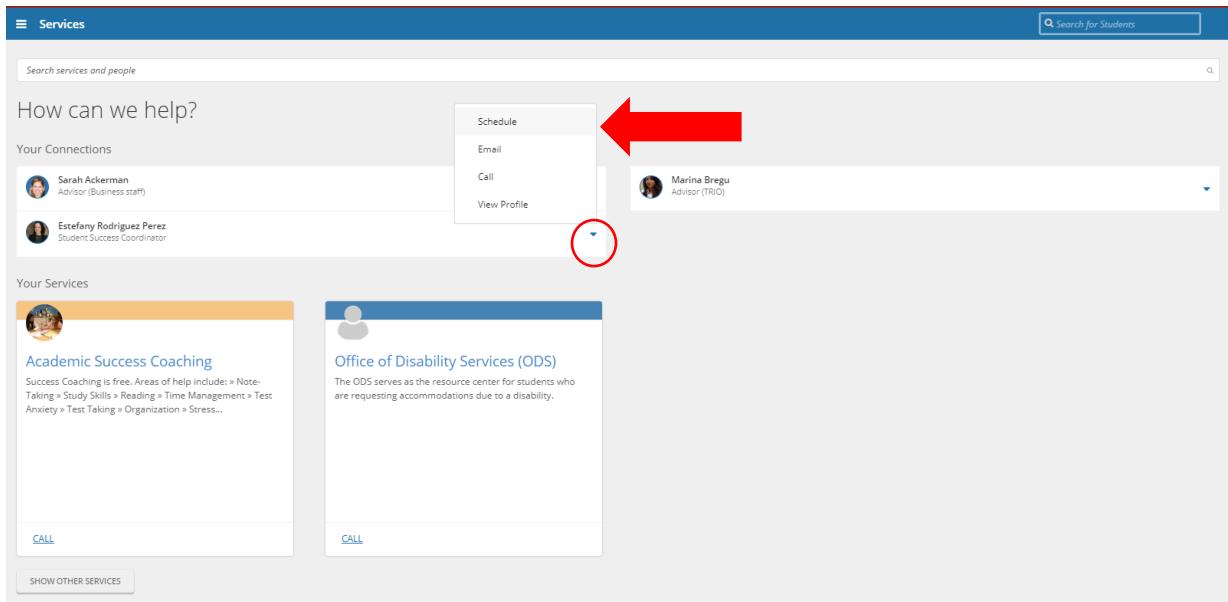 Services
Search for Students
Search services and people
How can we help?
Your Connections
Sarah Ackerman
Advisor (Business staff)
Estefany Rodriguez Perez
Student Success Coordinator
Schedule
Email
Call
View Profile
Marina Bregu
Advisor (TRIO)
Your Services
Academic Success Coaching
Success Coaching is free. Areas of help include: » Note-
Taking » Study Skills » Reading » Time Management » Test
Anxiety » Test Taking » Organization » Stress...
CALL
Office of Disability Services (ODS)
The ODS serves as the resource center for students who
are requesting accommodations due to a disability.
CALL
SHOW OTHER SERVICES